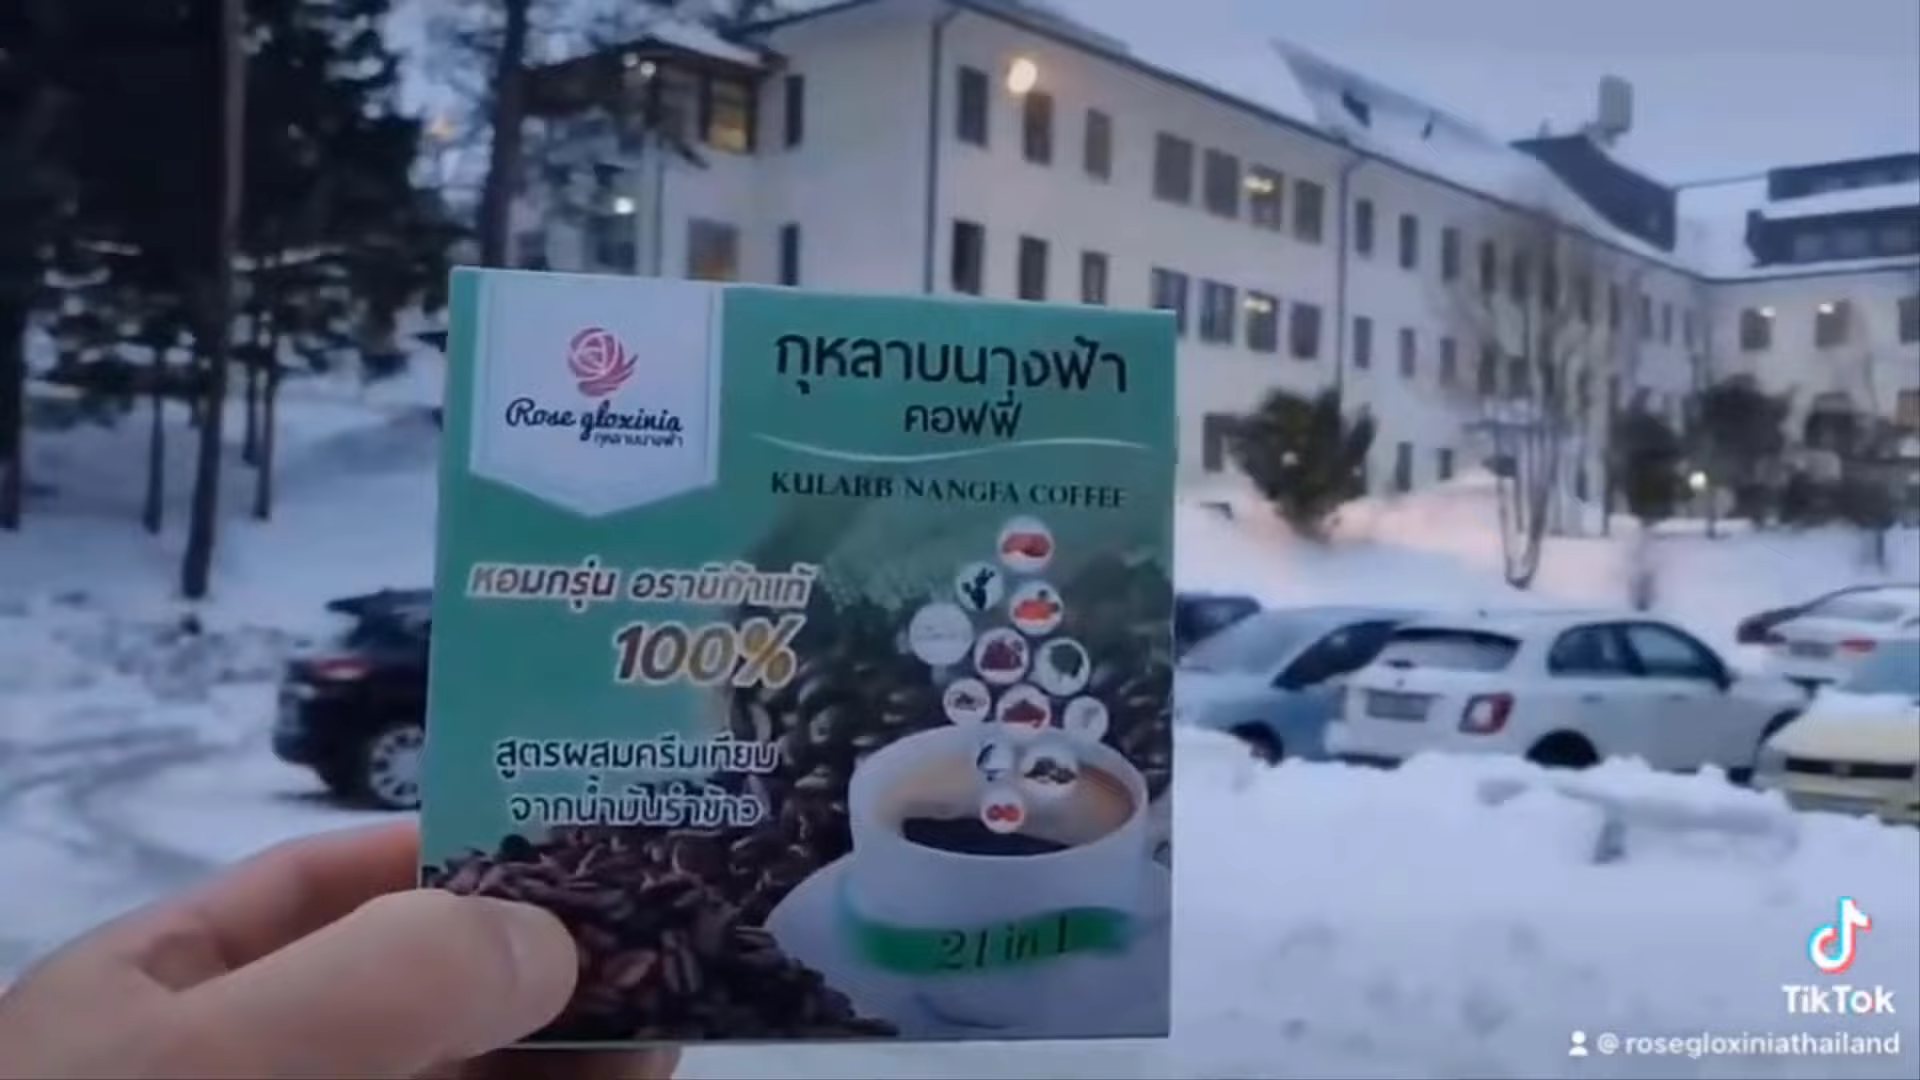 Rose gloxinia
กุหลาบนางฟ้า
กุหลาบนางฟ้า
คอฟฟี่
KULARB NANGFA COFFEE
หอมกรุ่น อราบิก้าแท้
100%
สูตรผสมครีมเทียม
จากน้ำมันรำข้าว
21 in 1
TikTok
@rosegloxiniathailand